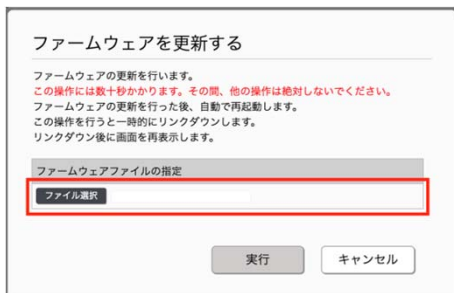 ファームウェアを更新する
ファームウェアの更新を行います。
この操作には数十秒かかります。その間、他の操作は絶対しないでください。
ファームウェアの更新を行った後、自動で再起動します。
この操作を行うと一時的にリンクダウンします。
リンクダウン後に画面を再表示します。
ファームウェアファイルの指定
ファイル選択
実行 キャンセル